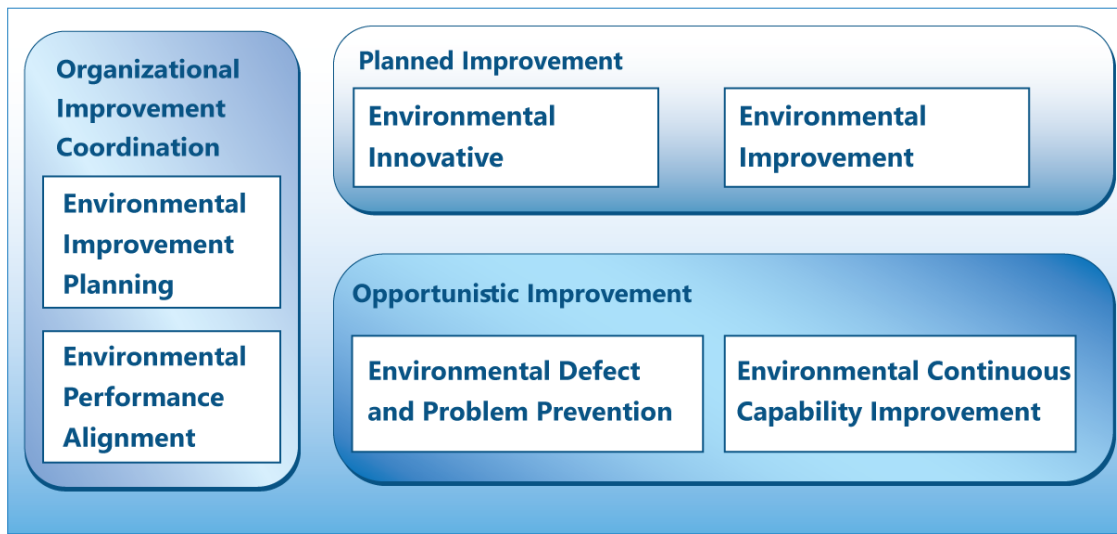 Organizational
Improvement
Coordination
Environmental
Improvement
Planning
Environmental
Performance
Alignment
Planned Improvement
Environmental
Innovative
Environmental
Improvement
Opportunistic Improvement
Environmental Defect
and Problem Prevention
Environmental Continuous
Capability Improvement